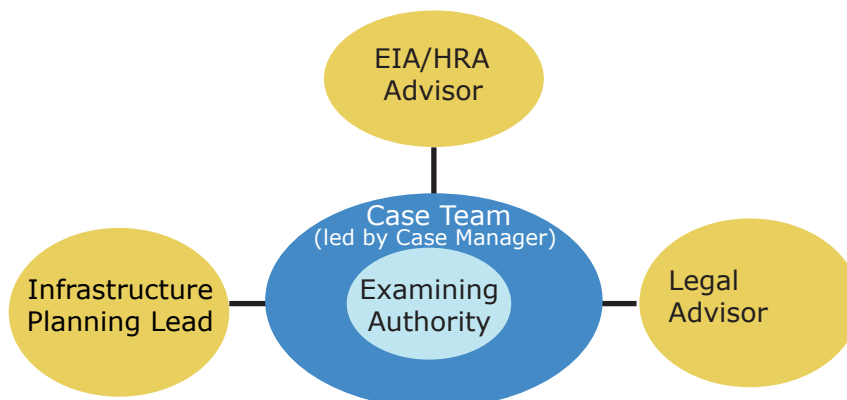 EIA/HRA
Advisor
Case Team
(led by Case Manager)
Infrastructure
Planning Lead
Examining
Authority
Legal
Advisor